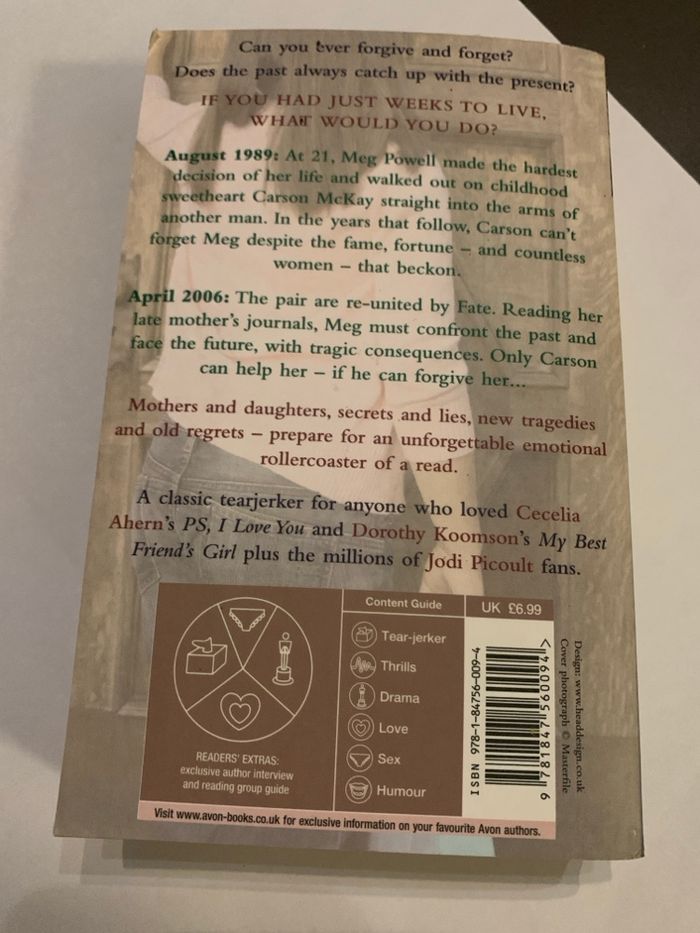 Can you ever forgive and forget?
Does the past always catch up with the present?
IF YOU HAD JUST WEEKS TO LIVE,
WHAT WOULD YOU DO?
August 1989: At 21, Meg Powell made the hardest
decision of her life and walked out on childhood
sweetheart Carson McKay straight into the arms of
another man. In the years that follow, Carson can't
forget Meg despite the fame, fortune – and countless
women – that beckon.
April 2006: The pair are re-united by Fate. Reading her
late mother's journals, Meg must confront the past and
face the future, with tragic consequences. Only Carson
can help her – if he can forgive her...
Mothers and daughters, secrets and lies, new tragedies
and old regrets – prepare for an unforgettable emotional
rollercoaster of a read.
A classic tearjerker for anyone who loved Cecelia
Ahern's PS, I Love You and Dorothy Koomson's My Best
Friend's Girl plus the millions of Jodi Picoult fans.
READERS' EXTRAS:
exclusive author interview
and reading group guide
Content Guide
Tear-jerker
Thrills
Drama
Love
Sex
Humour
UK £6.99
ISBN 978-1-84756-009-4
9 781847 560094 >
Design: www.headdesign.co.uk
Cover photograph © Masterfile
Visit www.avon-books.co.uk for exclusive information on your favourite Avon authors.